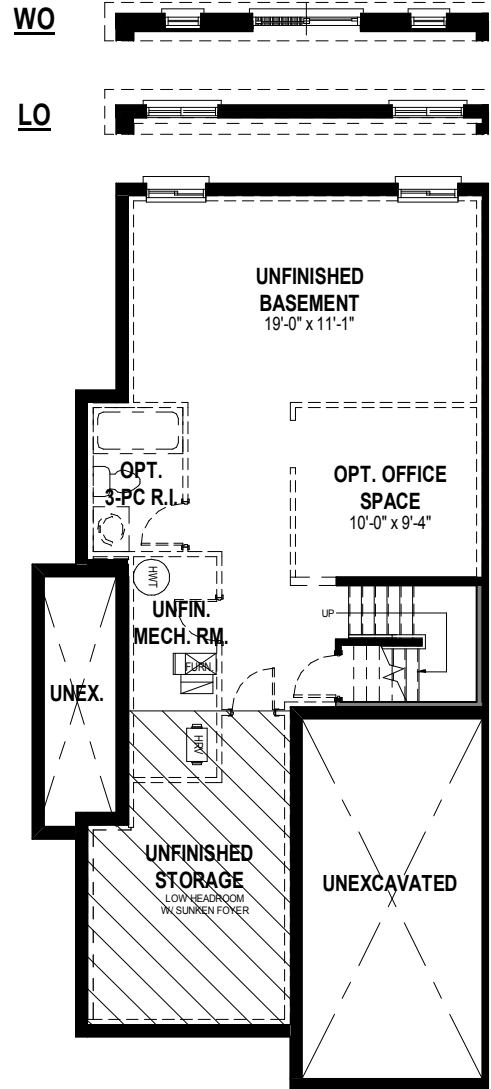 WO
LO
UNFINISHED
BASEMENT
19'-0" x 11'-1"
OPT.
3-PC R.I.
OPT. OFFICE
SPACE
10'-0" x 9'-4"
HWT
UNFIN.
MECH. RM.
UP
FURN.
UNEX.
HRV
UNFINISHED
STORAGE
LOW HEADROOM
W/ SUNKEN FOYER
UNEXCAVATED